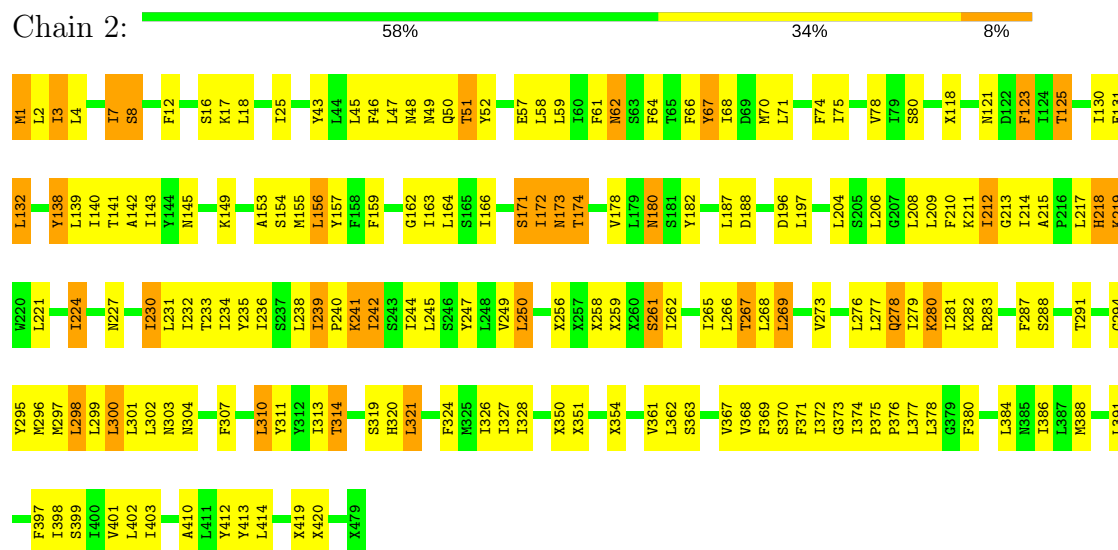 Chain 2:
58% 34% 8%
M1 L2 I3 L4 I7 S8 F12 S16 K17 L18 I25 Y43 L44 L45 F46 L47 N48 N49 Q50 T51 Y52 E57 L58 L59 I60 F61 N62 S63 F64 T65 F66 Y67 I68 D69 M70 L71 F74 I75 V78 I79 S80 X118 N121 D122 F123 I124 T125 I130
L132 Y138 L139 I140 T141 A142 I143 Y144 N145 K149 A153 S154 M155 L156 Y157 F158 F159 G162 I163 L164 S165 I166 S171 I172 N173 T174 V178 L179 N180 S181 Y182 L187 D188 D196 L197 L204 S205 L206 G207 L208 L209 F210 K211 I212 G213 I214 A215 P216 L217 H218
W220 L221 I224 N227 I230 L231 I232 T233 I234 Y235 I236 S237 L238 I239 P240 K241 I242 S243 I244 L245 S246 Y247 L248 V249 L250 X256 X257 X258 X259 X260 S261 I262 I265 L266 T267 L268 L269 V273 L276 L277 Q278 I279 K280 I281 K282 R283 F287 S288 T291
Y295 M296 M297 L298 L299 L300 L301 L302 N303 N304 F307 L310 Y311 Y312 I313 T314 S319 H320 L321 F324 M325 I326 I327 I328 X350 X351 X354 V361 L362 S363 V367 V368 F369 S370 F371 I372 G373 I374 P375 P376 L377 L378 G379 F380 L384 N385 I386 L387 M388
F397 I398 S399 I400 V401 L402 I403 A410 L411 Y412 Y413 L414 X419 X420 X479